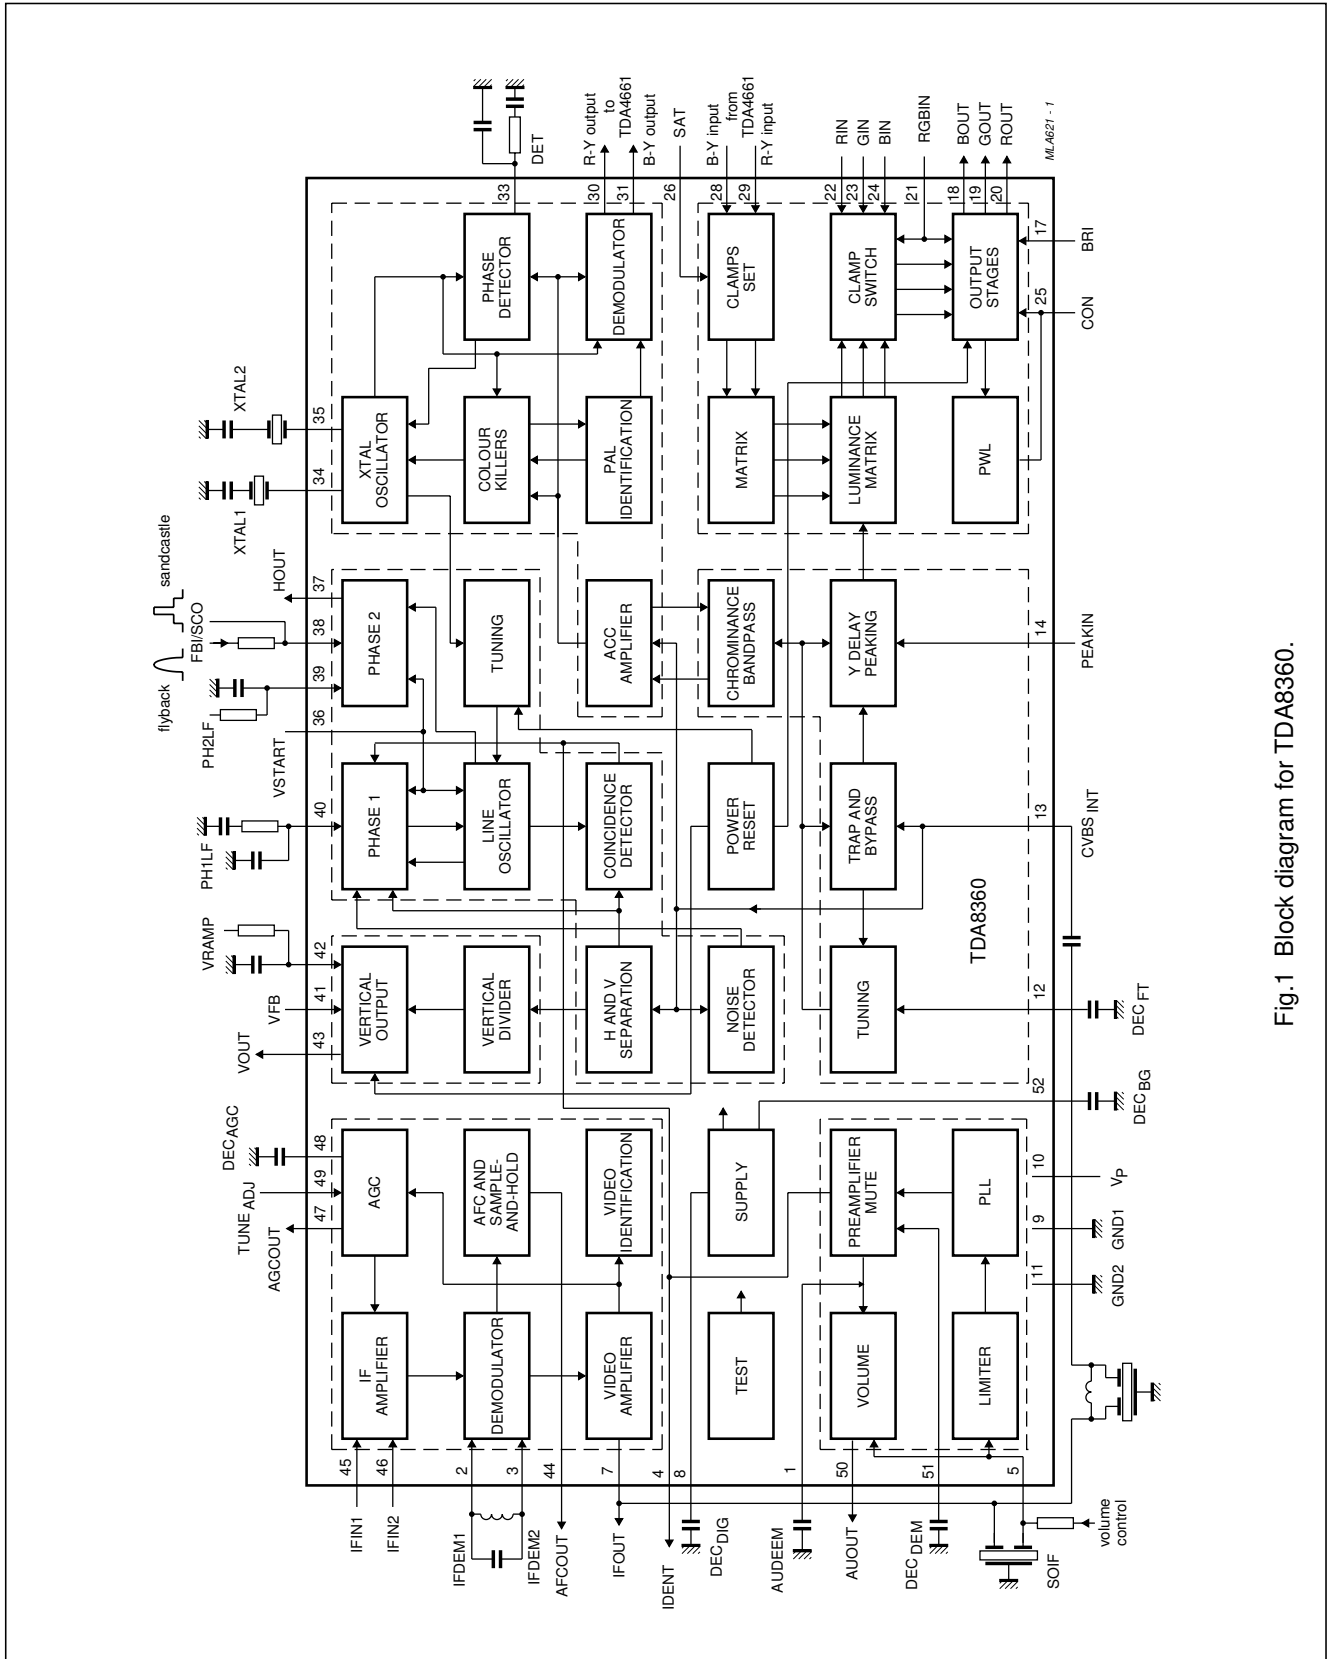 IFIN1
45
IFIN2
46
IFDEM1
2
IFDEM2
3
AFCOUT
44
IFOUT
7
IDENT
4
DEC DIG
8
AUDEEM
1
AUOUT
50
DEC DEM
51
SOIF
5
volume
control
AGCOUT
47
TUNE ADJ
49
DEC AGC
48
VOUT
43
VFB
41
VRAMP
42
PH1LF
40
VSTART
36
PH2LF
39
flyback
FBI/SCO
38
sandcastle
HOUT
37
XTAL1
34
XTAL2
35
IF
AMPLIFIER
AGC
VERTICAL
OUTPUT
PHASE 1
PHASE 2
XTAL
OSCILLATOR
DEMODULATOR
AFC AND
SAMPLE-
AND-HOLD
VERTICAL
DIVIDER
LINE
OSCILLATOR
TUNING
COLOUR
KILLERS
PHASE
DETECTOR
VIDEO
AMPLIFIER
VIDEO
IDENTIFICATION
H AND V
SEPARATION
COINCIDENCE
DETECTOR
ACC
AMPLIFIER
PAL
IDENTIFICATION
DEMODULATOR
TEST
SUPPLY
NOISE
DETECTOR
POWER
RESET
CHROMINANCE
BANDPASS
MATRIX
CLAMPS
SET
VOLUME
PREAMPLIFIER
MUTE
TUNING
TRAP AND
BYPASS
Y DELAY
PEAKING
LUMINANCE
MATRIX
CLAMP
SWITCH
LIMITER
PLL
TDA8360
PWL
OUTPUT
STAGES
33
DET
30
R-Y output
to
TDA4661
31
B-Y output
26
SAT
28
B-Y input
from
TDA4661
29
R-Y input
22
RIN
23
GIN
24
BIN
21
RGBIN
18
BOUT
19
GOUT
20
ROUT
11
GND2
9
GND1
10
VP
52
DEC BG
12
DEC FT
13
CVBS INT
14
PEAKIN
25
CON
17
BRI
MLA621 - 1
Fig.1 Block diagram for TDA8360.